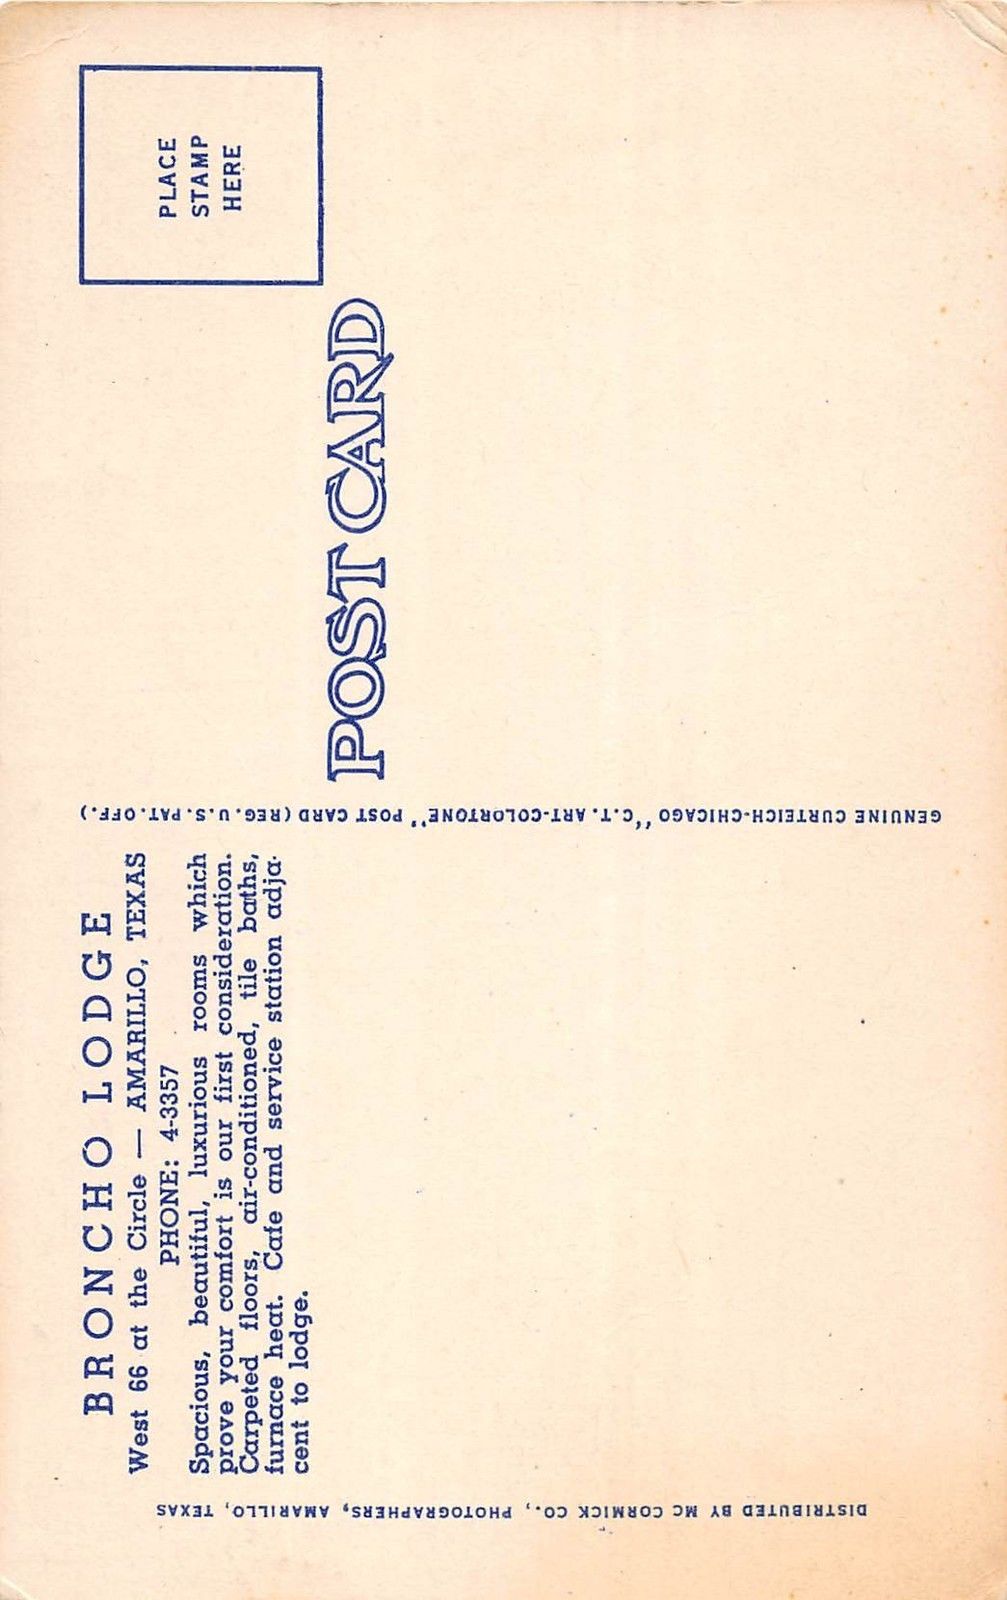 BRONCHO LODGE
West 66 at the Circle — AMARILLO, TEXAS
PHONE: 4-3357
Spacious, beautiful, luxurious rooms which
prove your comfort is our first consideration.
Carpeted floors, air-conditioned, tile baths,
furnace heat. Cafe and service station adja-
cent to lodge.
DISTRIBUTED BY MC CORMICK CO., PHOTOGRAPHERS, AMARILLO, TEXAS
GENUINE CURTEICH-CHICAGO "C.T. ART-COLORTONE" POST CARD (REG. U.S. PAT. OFF.)
POST CARD
PLACE
STAMP
HERE